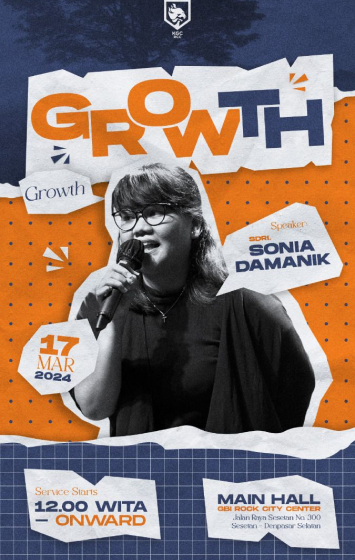 KGC
GROWTH
Growth
Speaker
SDRI.
SONIA
DAMANIK
17
MAR
2024
Service Starts
12.00 WITA
– ONWARD
MAIN HALL
GBI ROCK CITY CENTER
Jalan Raya Sesetan No. 300
Sesetan - Denpasar Selatan